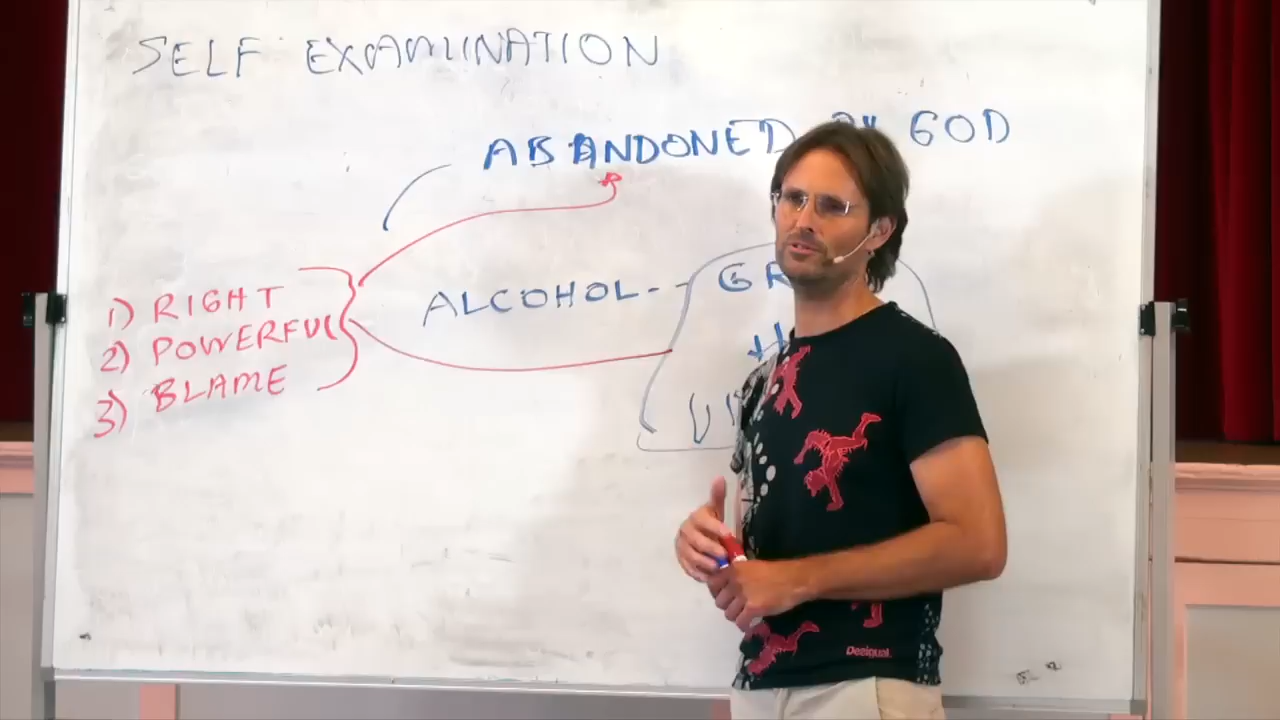 SELF EXAMINATION
ABANDONED GOD
1) RIGHT
2) POWERFUL
3) BLAME
ALCOHOL
Desigual.